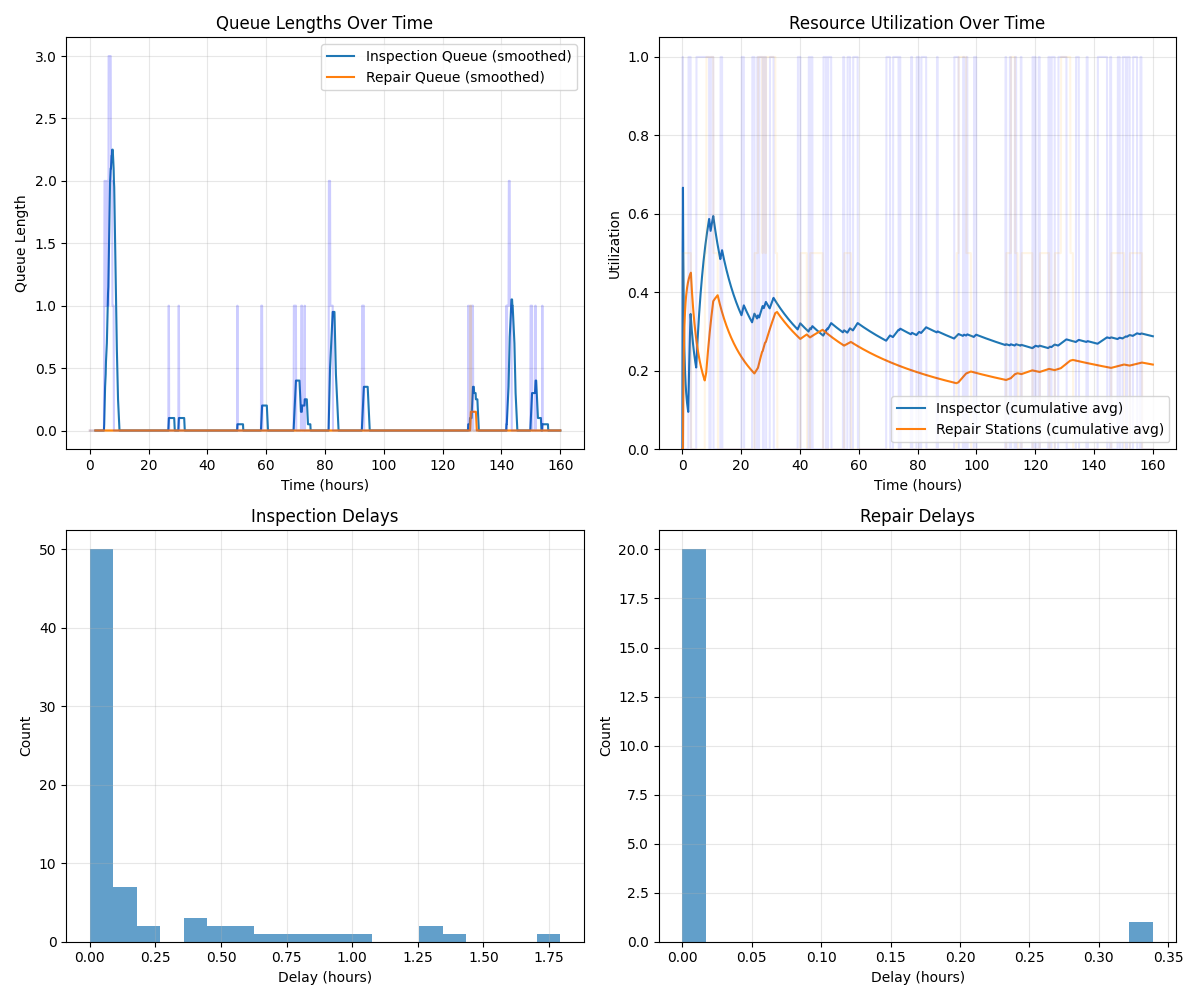 Queue Lengths Over Time
3.0
2.5
2.0
1.5
1.0
0.5
0.0
Queue Length
Inspection Queue (smoothed)
Repair Queue (smoothed)
0 20 40 60 80 100 120 140 160
Time (hours)
Resource Utilization Over Time
1.0
0.8
0.6
0.4
0.2
0.0
Utilization
Inspector (cumulative avg)
Repair Stations (cumulative avg)
0 20 40 60 80 100 120 140 160
Time (hours)
Inspection Delays
50
40
30
20
10
0
Count
0.00 0.25 0.50 0.75 1.00 1.25 1.50 1.75
Delay (hours)
Repair Delays
20.0
17.5
15.0
12.5
10.0
7.5
5.0
2.5
0.0
Count
0.00 0.05 0.10 0.15 0.20 0.25 0.30 0.35
Delay (hours)